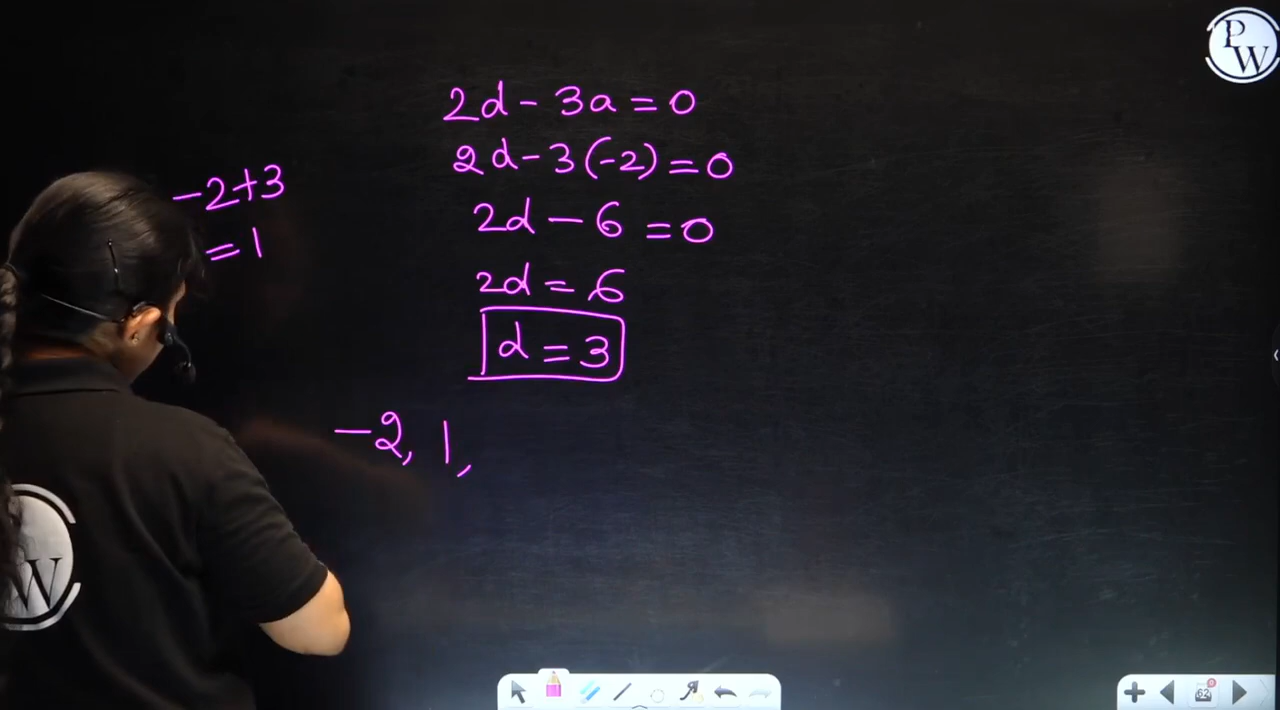 PW
2d - 3a = 0
2d - 3(-2) = 0
-2+3
= 1
2d - 6 = 0
2d = 6
d = 3
-2, 1,
W
62